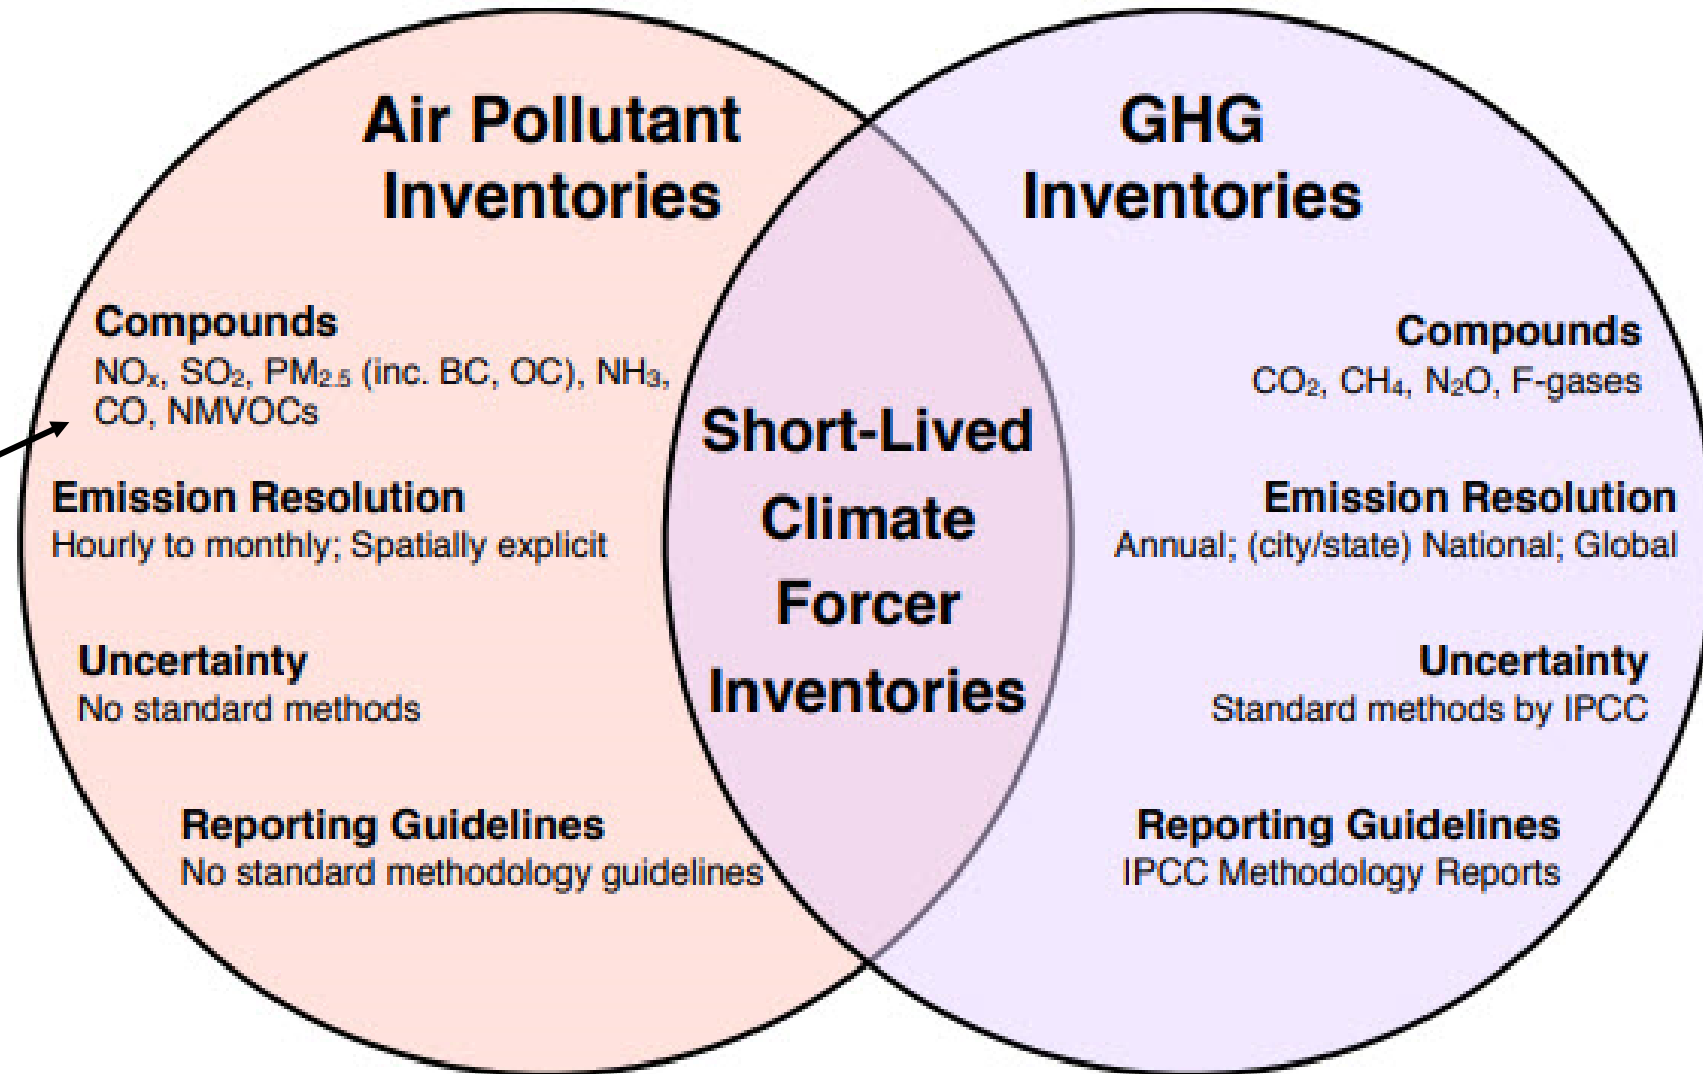 Air Pollutant
Inventories
Compounds
NOₓ, SO₂, PM₂.₅ (inc. BC, OC), NH₃,
CO, NMVOCs
Emission Resolution
Hourly to monthly; Spatially explicit
Uncertainty
No standard methods
Reporting Guidelines
No standard methodology guidelines
Short-Lived
Climate
Forcer
Inventories
GHG
Inventories
Compounds
CO₂, CH₄, N₂O, F-gases
Emission Resolution
Annual; (city/state) National; Global
Uncertainty
Standard methods by IPCC
Reporting Guidelines
IPCC Methodology Reports